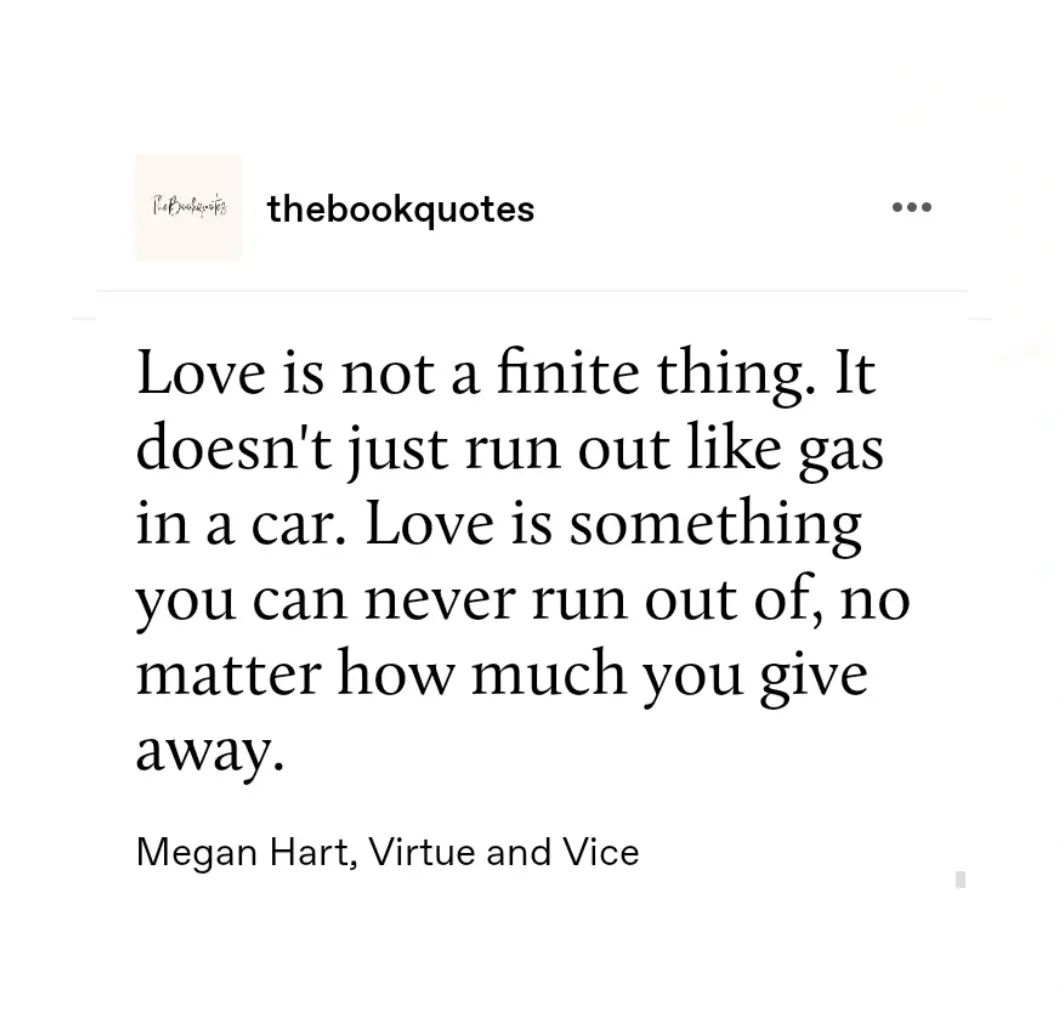 TheBookquotes
thebookquotes
Love is not a finite thing. It
doesn't just run out like gas
in a car. Love is something
you can never run out of, no
matter how much you give
away.
Megan Hart, Virtue and Vice